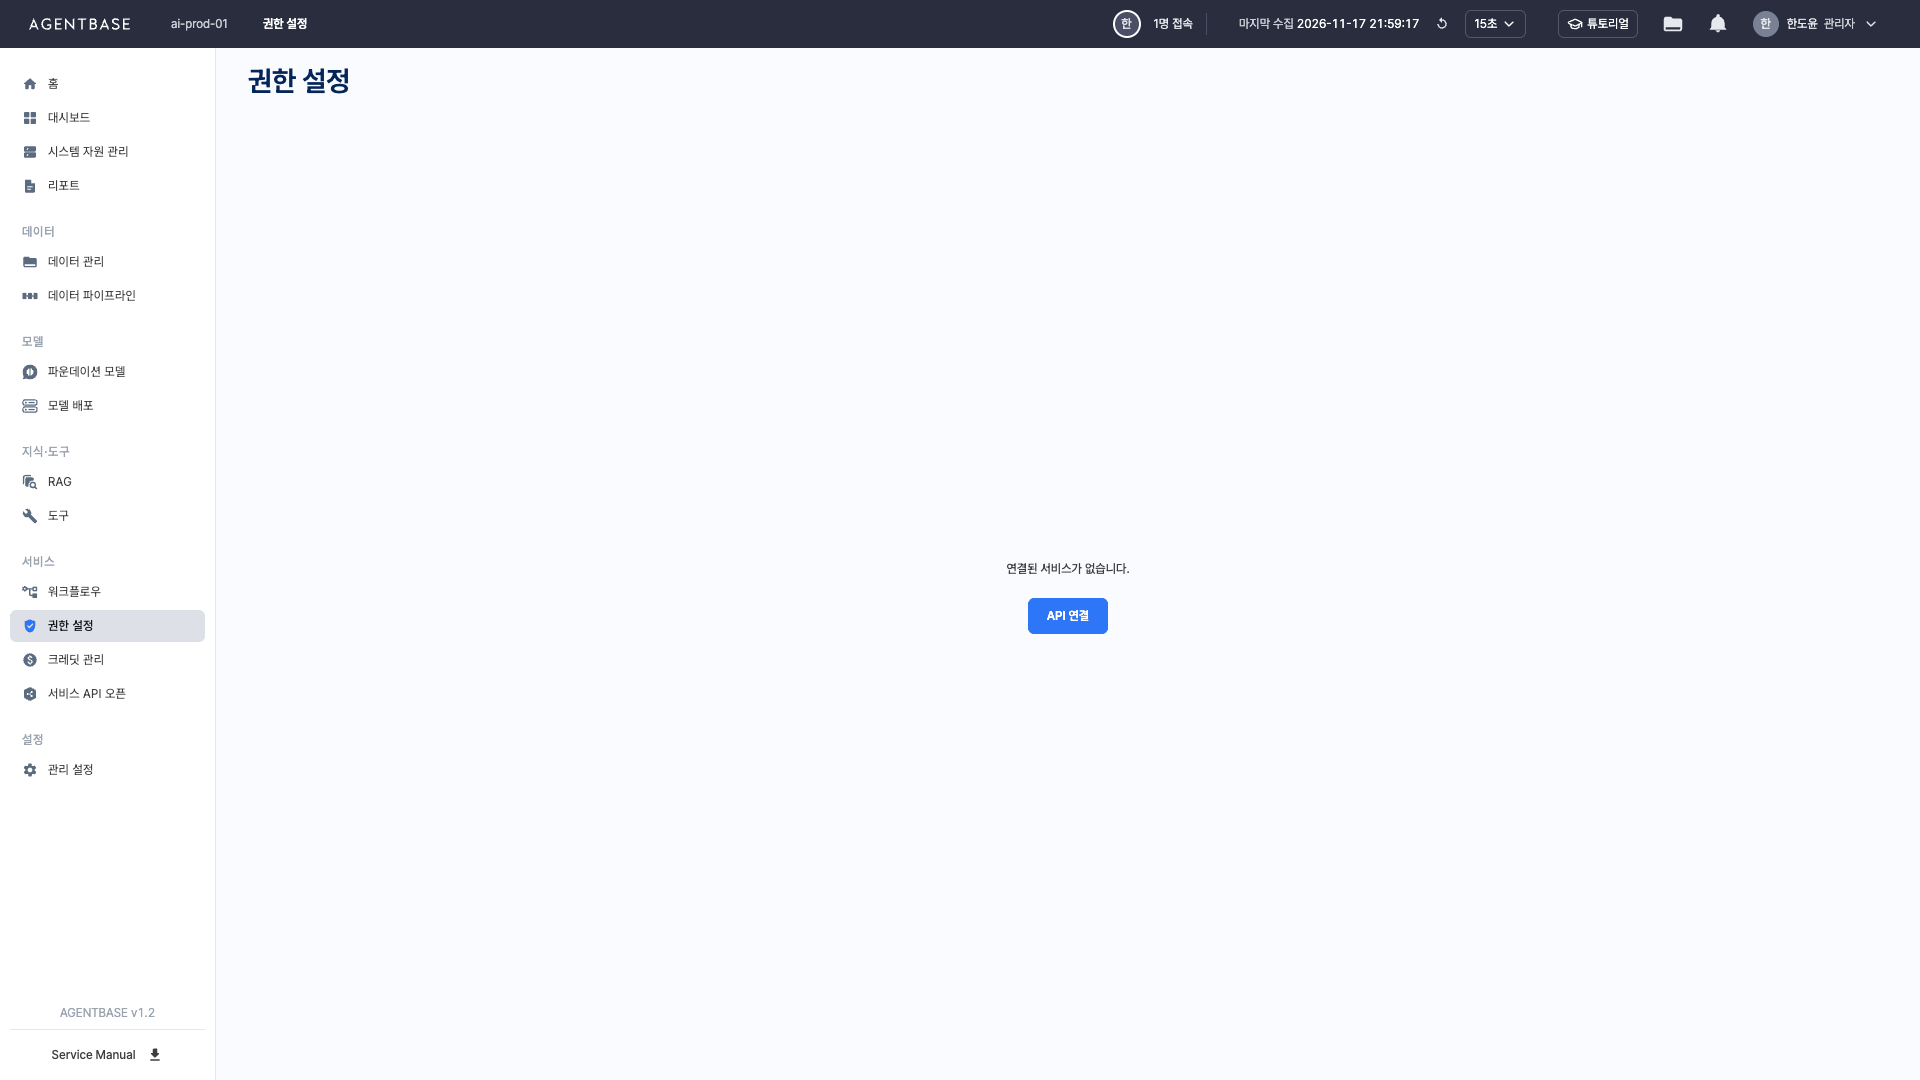 AGENTBASE
ai-prod-01
권한 설정
한
1명 접속
마지막 수집 2026-11-17 21:59:17
15초
튜토리얼
한
한도윤 관리자
홈
대시보드
시스템 자원 관리
리포트
데이터
데이터 관리
데이터 파이프라인
모델
파운데이션 모델
모델 배포
지식·도구
RAG
도구
서비스
워크플로우
권한 설정
크레딧 관리
서비스 API 오픈
설정
관리 설정
AGENTBASE v1.2
Service Manual
권한 설정
연결된 서비스가 없습니다.
API 연결